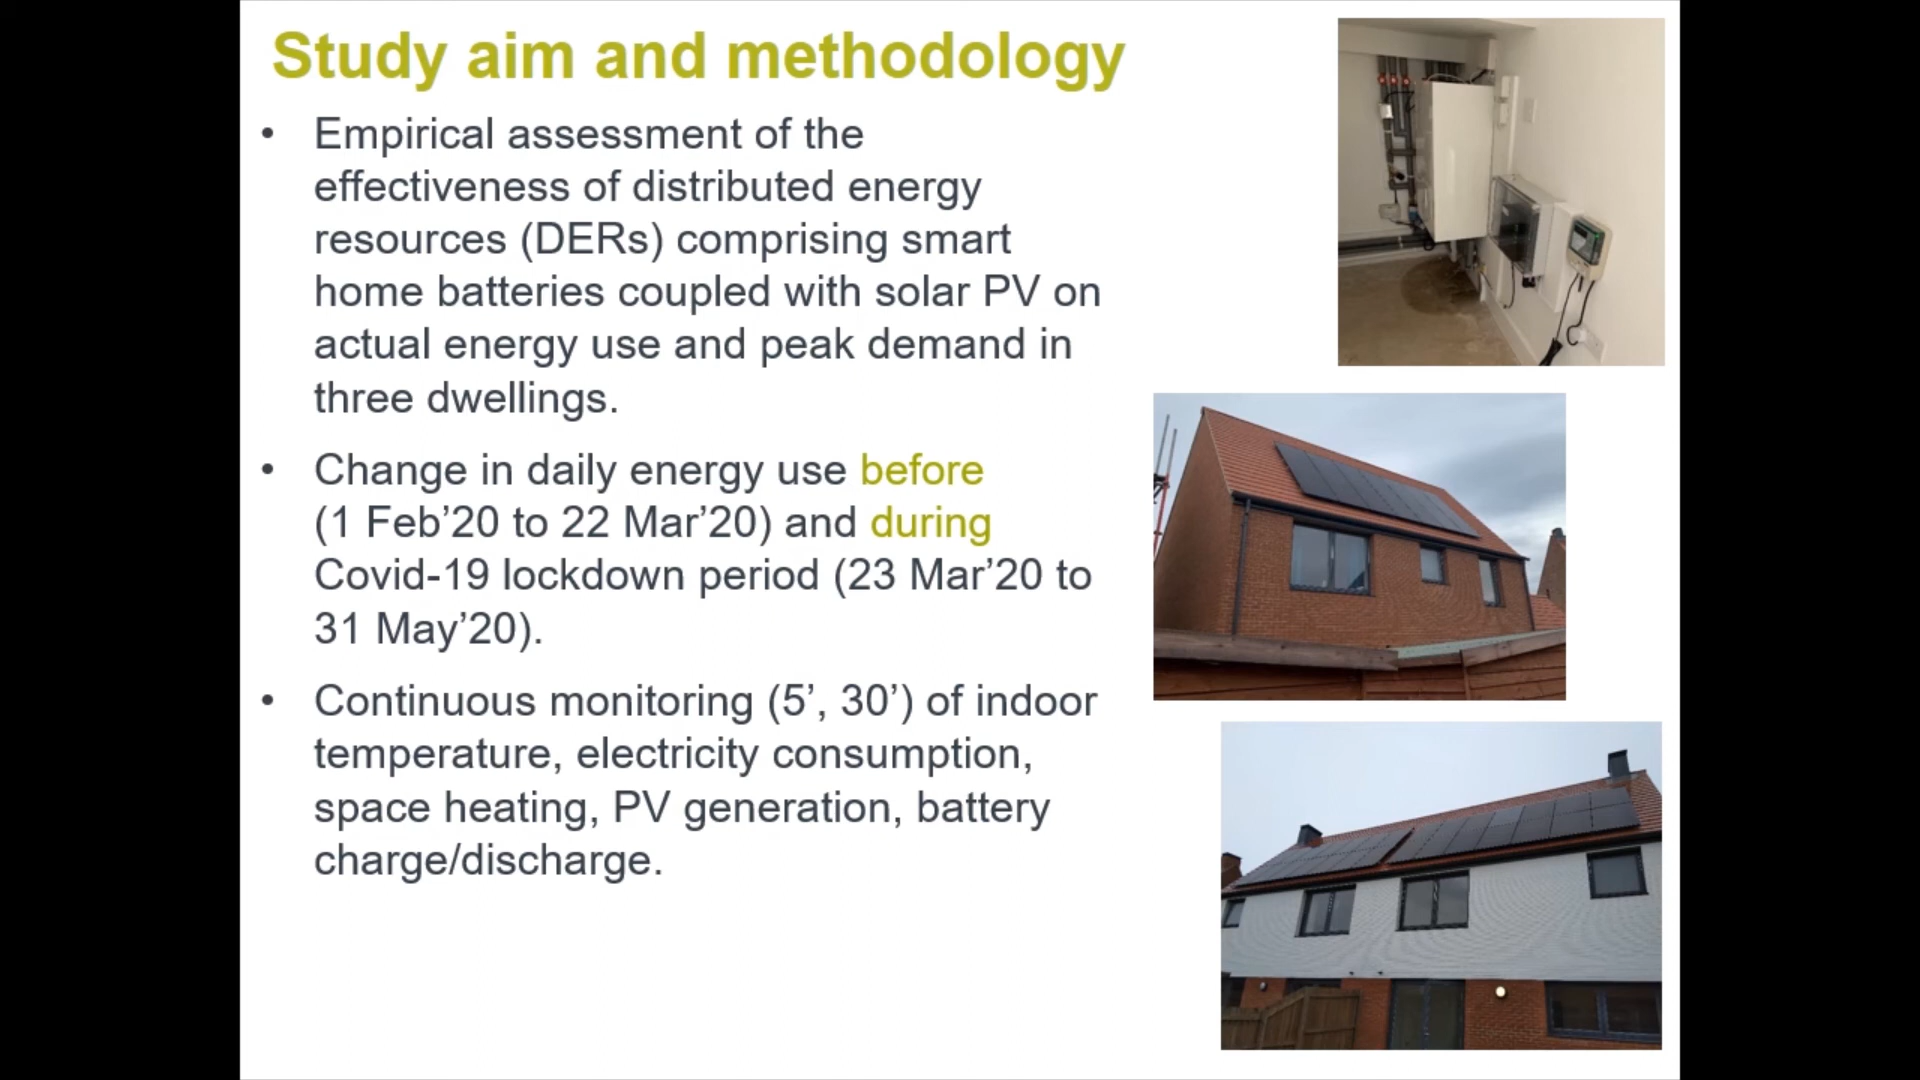 Study aim and methodology
• Empirical assessment of the
effectiveness of distributed energy
resources (DERs) comprising smart
home batteries coupled with solar PV on
actual energy use and peak demand in
three dwellings.
• Change in daily energy use before
(1 Feb’20 to 22 Mar’20) and during
Covid-19 lockdown period (23 Mar’20 to
31 May’20).
• Continuous monitoring (5’, 30’) of indoor
temperature, electricity consumption,
space heating, PV generation, battery
charge/discharge.